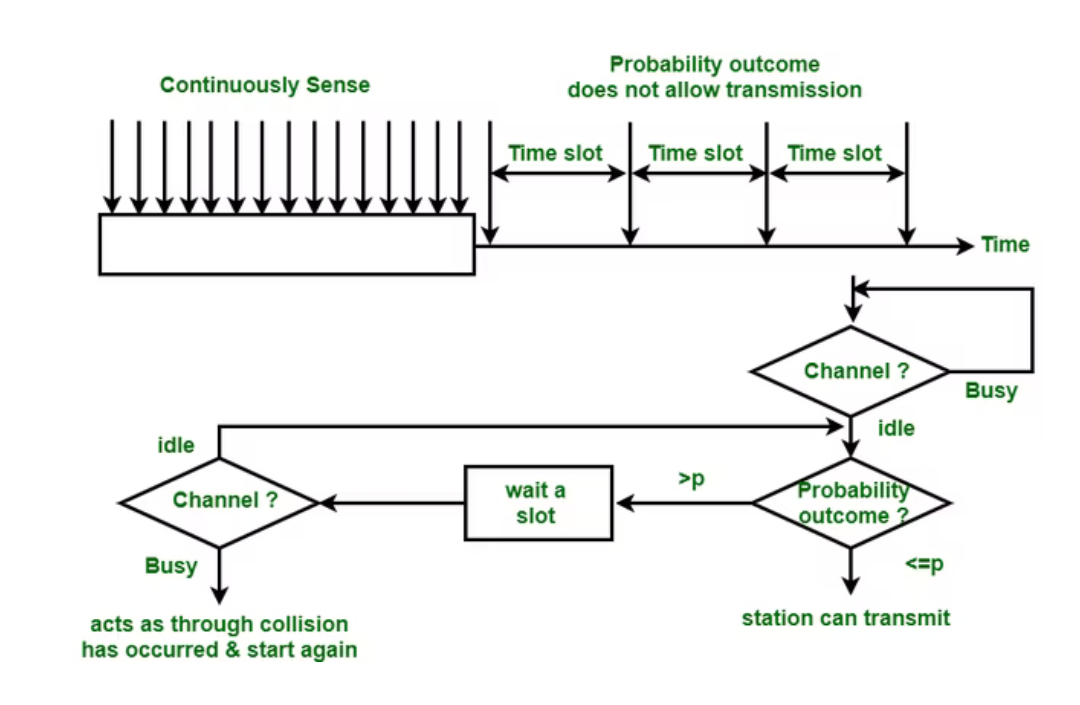 Continuously Sense
Probability outcome
does not allow transmission
Time slot
Time slot
Time slot
Time
Channel ?
Busy
idle
idle
Channel ?
wait a
slot
>p
Probability
outcome ?
Busy
<=p
acts as through collision
has occurred & start again
station can transmit